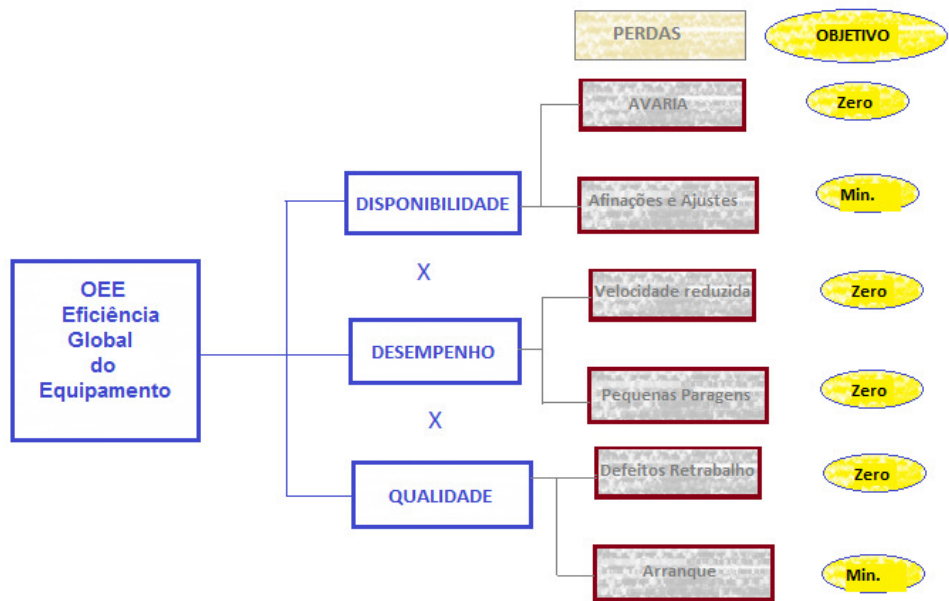 PERDAS
OBJETIVO
AVARIA
Zero
DISPONIBILIDADE
Afinações e Ajustes
Min.
X
OEE
Eficiência
Global
do
Equipamento
Velocidade reduzida
Zero
DESEMPENHO
Pequenas Paragens
Zero
X
Defeitos Retrabalho
Zero
QUALIDADE
Arranque
Min.